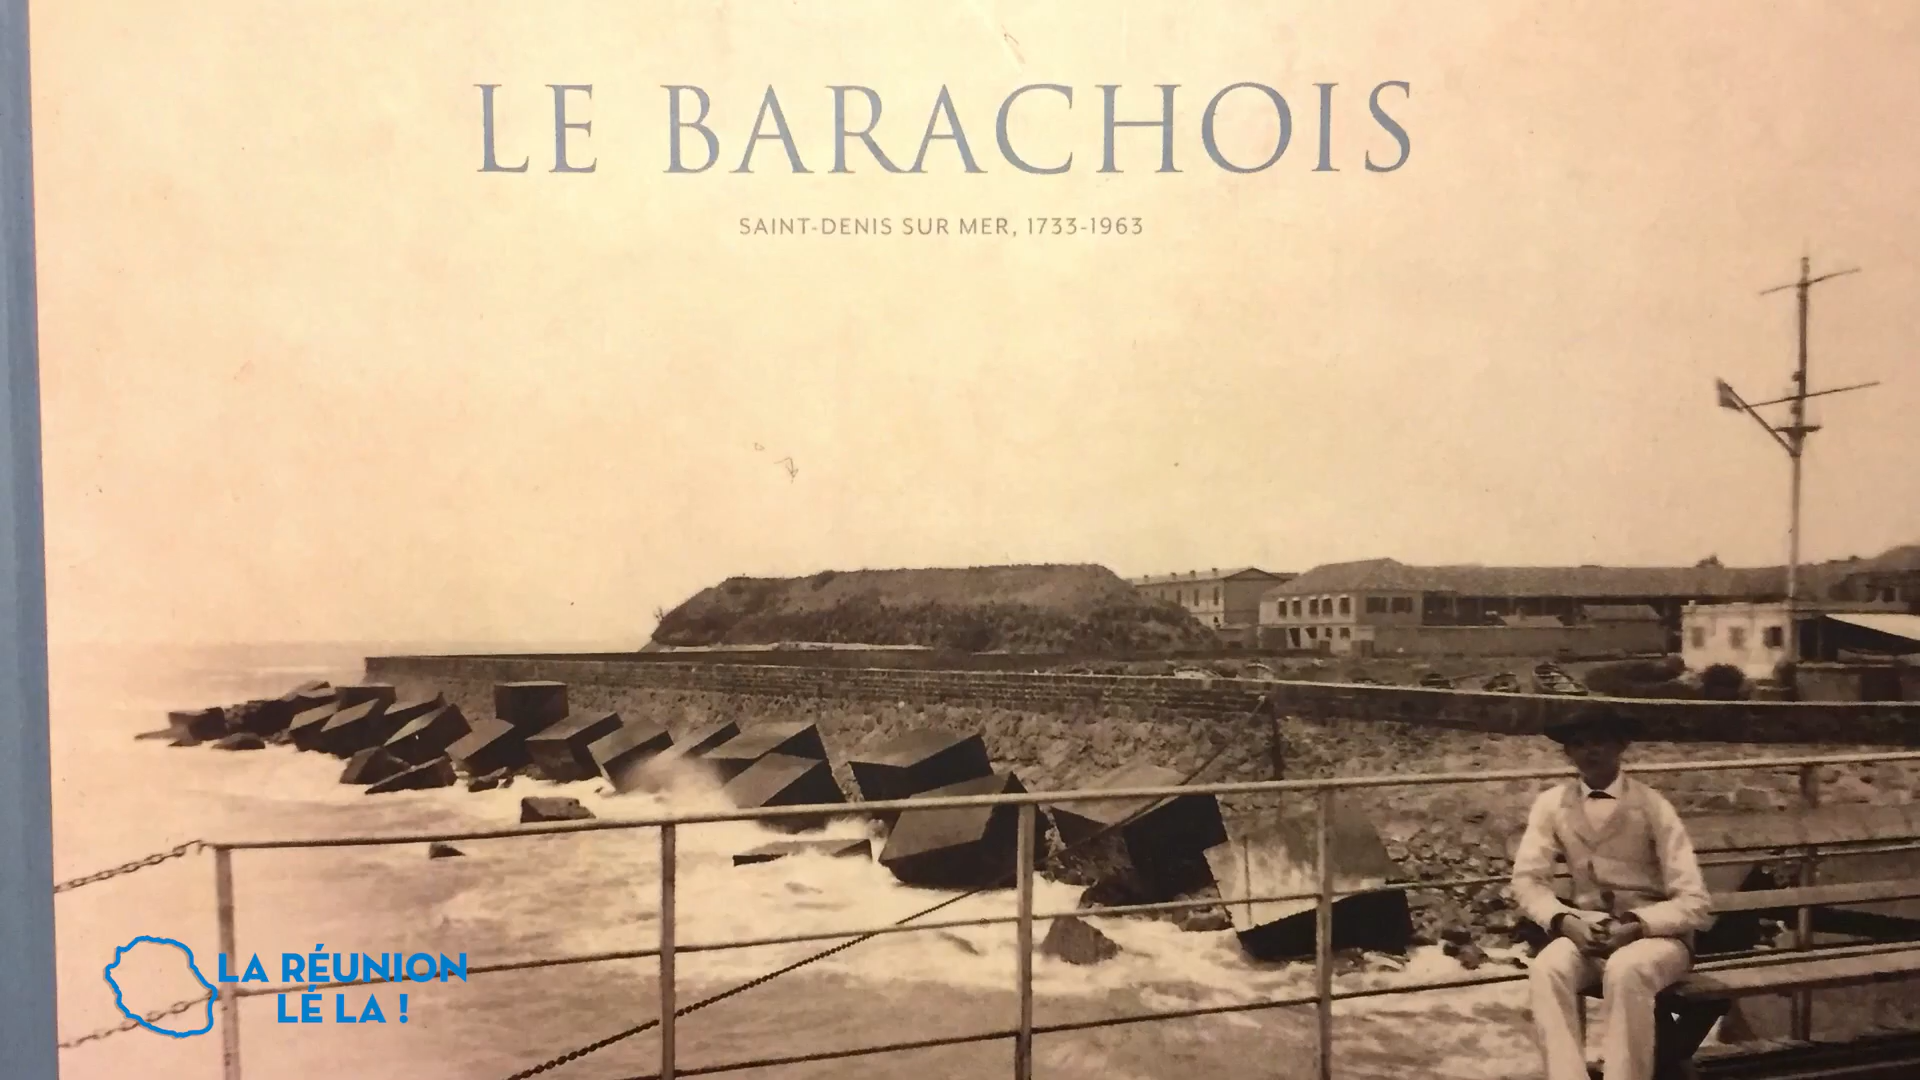 LE BARACHOIS
SAINT-DENIS SUR MER, 1733-1963
LA RÉUNION
LÉ LA !